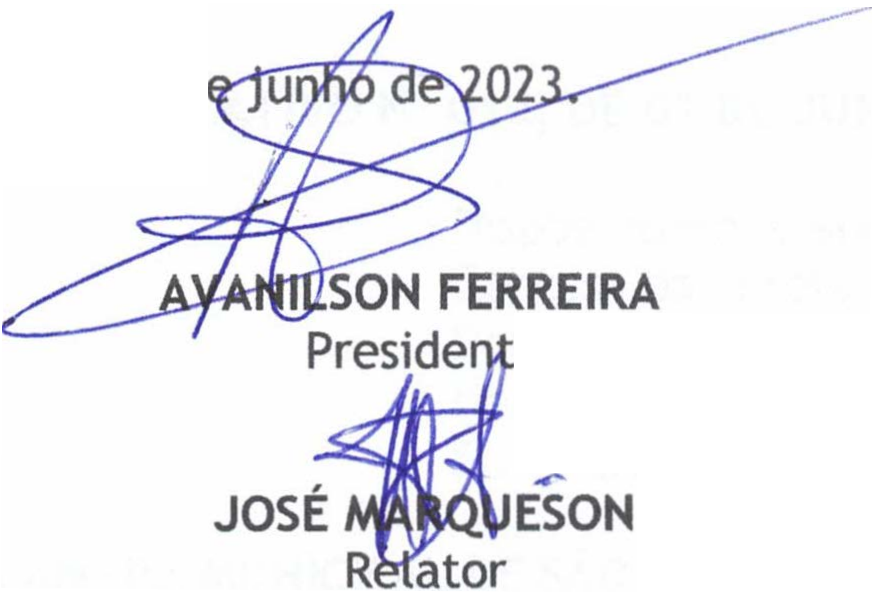 e junho de 2023.
AVANILSON FERREIRA
President
JOSÉ MARQUESON
Relator